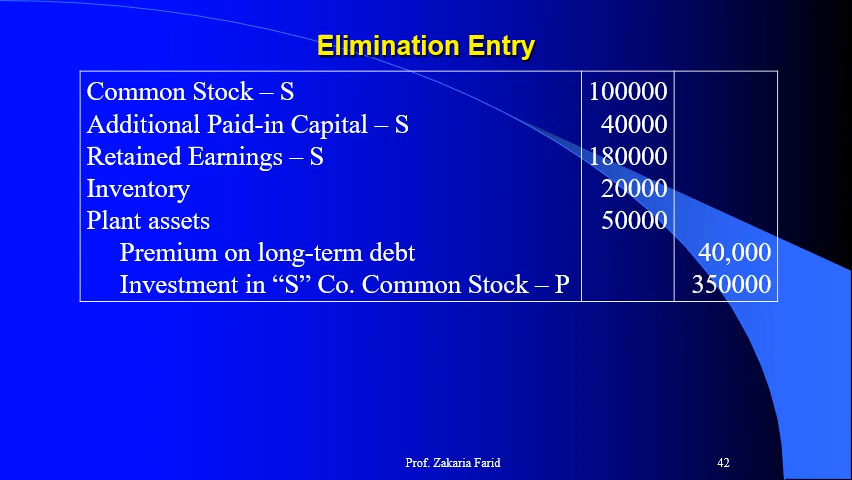 Elimination Entry
Common Stock – S 100000
Additional Paid-in Capital – S 40000
Retained Earnings – S 180000
Inventory 20000
Plant assets 50000
Premium on long-term debt 40,000
Investment in “S” Co. Common Stock – P 350000
Prof. Zakaria Farid 42